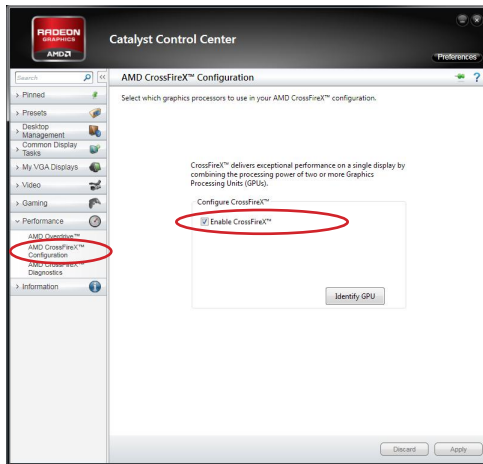 RADEON
GRAPHICS
AMD
Catalyst Control Center
Preferences
Search
«
AMD CrossFireX™ Configuration
?
Select which graphics processors to use in your AMD CrossFireX™ configuration.
> Pinned
> Presets
> Desktop
Management
> Common Display
Tasks
> My VGA Displays
> Video
> Gaming
Performance
AMD Overdrive™
AMD CrossFireX™
Configuration
AMD CrossFireX™
Diagnostics
> Information
CrossFireX™ delivers exceptional performance on a single display by
combining the processing power of two or more Graphics
Processing Units (GPUs).
Configure CrossFireX™
Enable CrossFireX™
Identify GPU
Discard
Apply